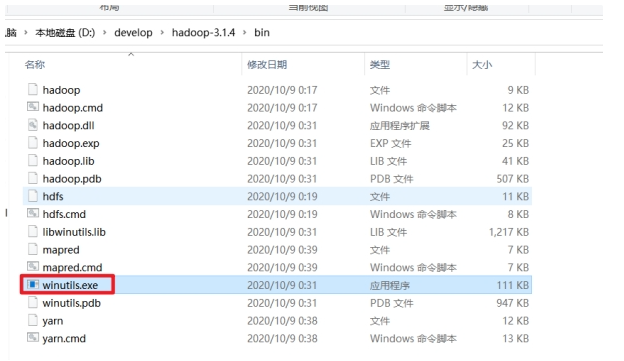 布局 当前视图 显示/隐藏
脑 › 本地磁盘 (D:) › develop › hadoop-3.1.4 › bin
名称 修改日期 类型 大小
hadoop 2020/10/9 0:17 文件 9 KB
hadoop.cmd 2020/10/9 0:17 Windows 命令脚本 12 KB
hadoop.dll 2020/10/9 0:31 应用程序扩展 92 KB
hadoop.exp 2020/10/9 0:31 EXP 文件 25 KB
hadoop.lib 2020/10/9 0:31 LIB 文件 41 KB
hadoop.pdb 2020/10/9 0:31 PDB 文件 507 KB
hdfs 2020/10/9 0:19 文件 11 KB
hdfs.cmd 2020/10/9 0:19 Windows 命令脚本 8 KB
libwinutils.lib 2020/10/9 0:31 LIB 文件 1,217 KB
mapred 2020/10/9 0:39 文件 7 KB
mapred.cmd 2020/10/9 0:39 Windows 命令脚本 7 KB
winutils.exe 2020/10/9 0:31 应用程序 111 KB
winutils.pdb 2020/10/9 0:31 PDB 文件 947 KB
yarn 2020/10/9 0:38 文件 12 KB
yarn.cmd 2020/10/9 0:38 Windows 命令脚本 13 KB